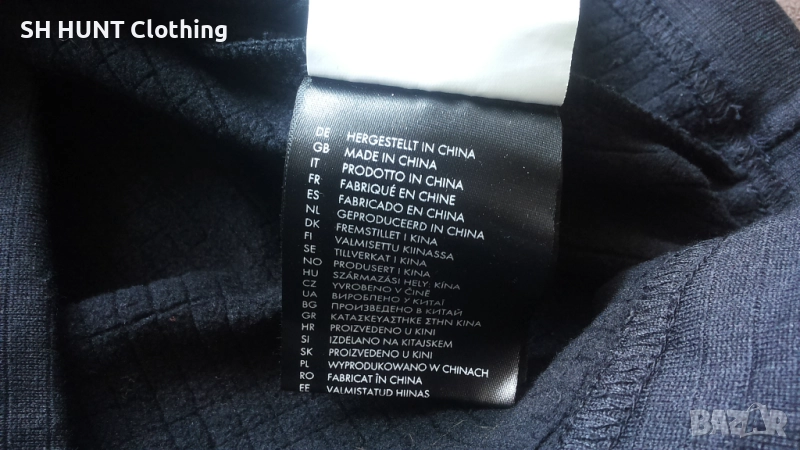 SH HUNT Clothing
DE HERGESTELLT IN CHINA
GB MADE IN CHINA
IT PRODOTTO IN CHINA
FR FABRIQUÉ EN CHINE
ES FABRICADO EN CHINA
NL GEPRODUCEERD IN CHINA
DK FREMSTILLET I KINA
FI VALMISETTU KIINASSA
SE TILLVERKAT I KINA
NO PRODUSERT I KINA
HU SZÁRMAZÁSI HELY: KÍNA
CZ VYROBENO V ČÍNĚ
UA ВИРОБЛЕНО У КИТАЇ
BG ПРОИЗВЕДЕНО В КИТАЙ
GR ΚΑΤΑΣΚΕΥΑΣΤΗΚΕ ΣΤΗΝ ΚΙΝΑ
HR PROIZVEDENO U KINI
SI IZDELANO NA KITAJSKEM
SK PROIZVEDENO U KINI
PL WYPRODUKOWANO W CHINACH
RO FABRICAT ÎN CHINA
EE VALMISTATUD HIINAS
BAZAR